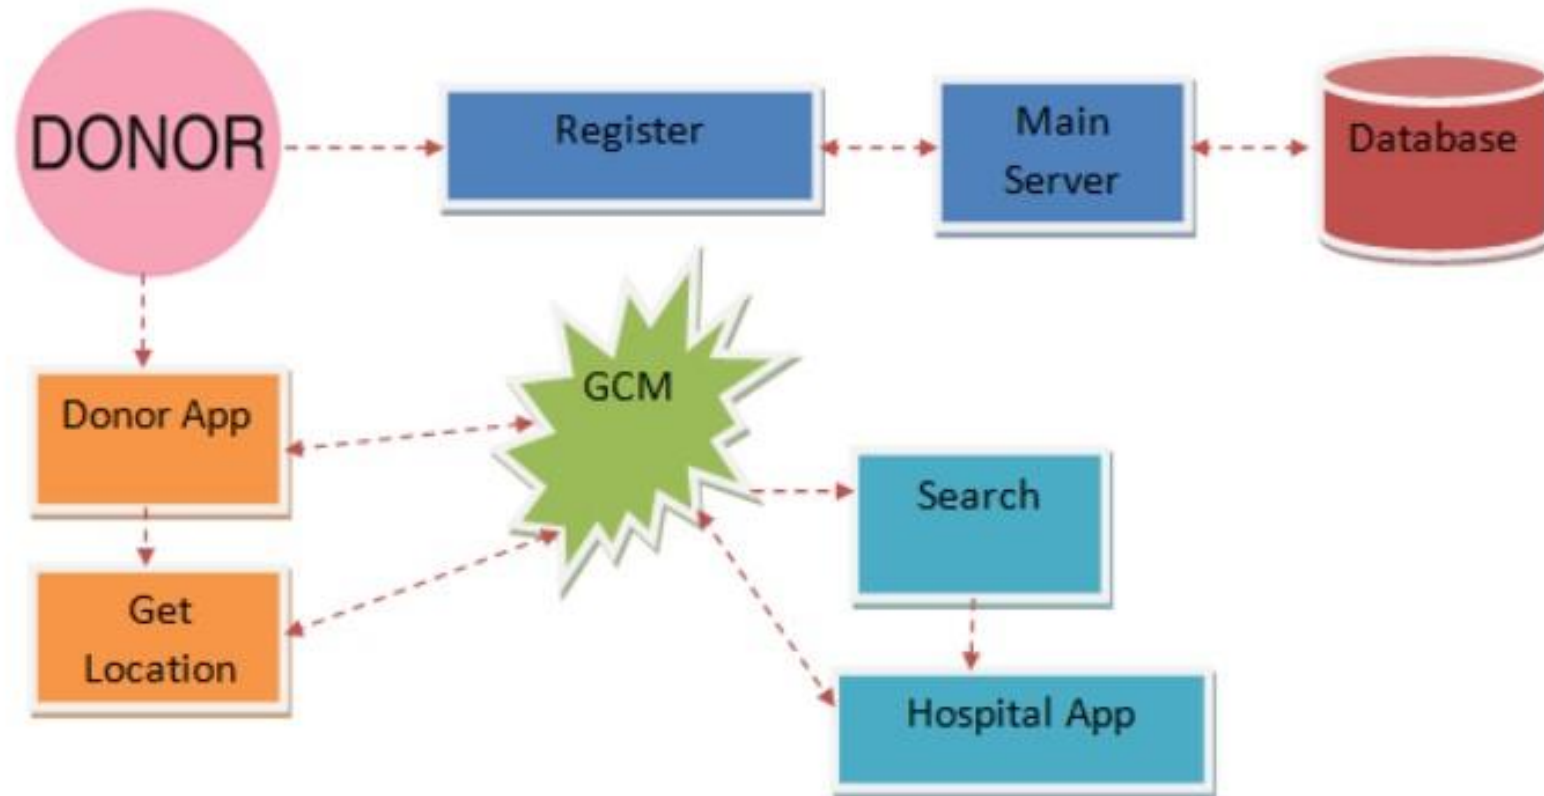 DONOR
Register
Main
Server
Database
GCM
Donor App
Search
Get
Location
Hospital App